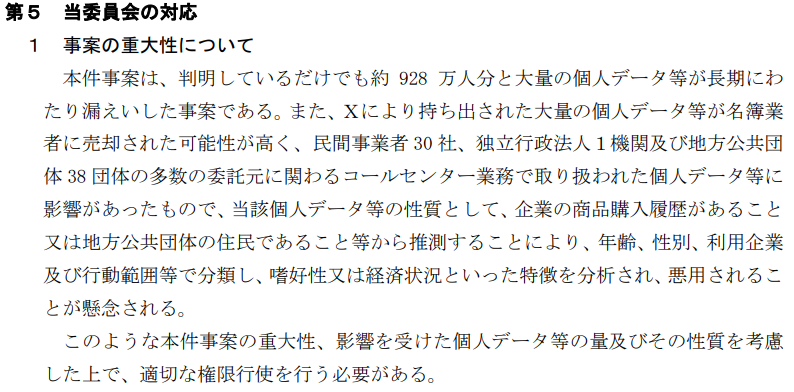 第５　当委員会の対応
１　事案の重大性について
本件事案は、判明しているだけでも約 928 万人分と大量の個人データ等が長期にわ
たり漏えいした事案である。また、Ｘにより持ち出された大量の個人データ等が名簿業
者に売却された可能性が高く、民間事業者 30 社、独立行政法人１機関及び地方公共団
体 38 団体の多数の委託元に関わるコールセンター業務で取り扱われた個人データ等に
影響があったもので、当該個人データ等の性質として、企業の商品購入履歴があること
又は地方公共団体の住民であること等から推測することにより、年齢、性別、利用企業
及び行動範囲等で分類し、嗜好性又は経済状況といった特徴を分析され、悪用されるこ
とが懸念される。
このような本件事案の重大性、影響を受けた個人データ等の量及びその性質を考慮
した上で、適切な権限行使を行う必要がある。